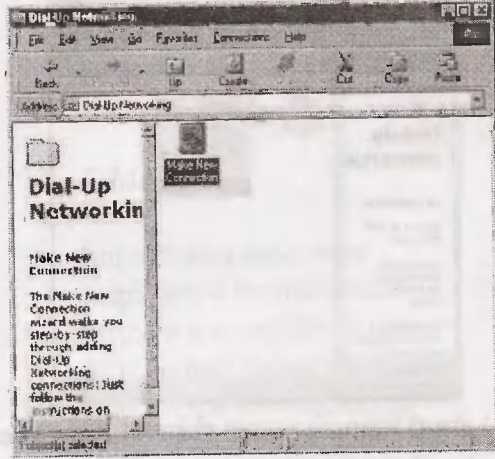 Dial-Up Networking
File Edit View Go Favorites Connections Help
Back Up Create Cut Copy Paste
Address Dial-Up Networking
Dial-Up
Networkin
Make New
Connection
Make New
Connection
The Make New
Connection
wizard walks you
step-by-step
through adding
Dial-Up
Networking
connections. Just
follow the
instructions on
1 object(s) selected